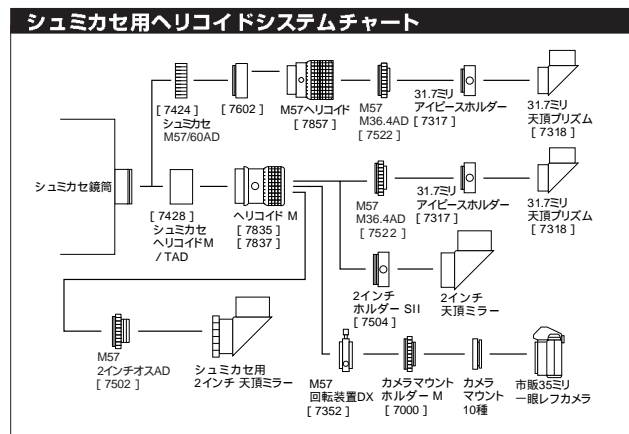 シュミカセ用ヘリコイドシステムチャート
[ 7424 ]
シュミカセ
M57/60AD
[ 7602 ]
M57ヘリコイド
[ 7857 ]
M57
M36.4AD
[ 7522 ]
31.7ミリ
アイピースホルダー
[ 7317 ]
31.7ミリ
天頂プリズム
[ 7318 ]
シュミカセ鏡筒
[ 7428 ]
シュミカセ
ヘリコイドM
/ TAD
ヘリコイド M
[ 7835 ]
[ 7837 ]
M57
M36.4AD
[ 7522 ]
31.7ミリ
アイピースホルダー
[ 7317 ]
31.7ミリ
天頂プリズム
[ 7318 ]
2インチ
ホルダー SII
[ 7504 ]
2インチ
天頂ミラー
M57
2インチオスAD
[ 7502 ]
シュミカセ用
2インチ 天頂ミラー
M57
回転装置DX
[ 7352 ]
カメラマウント
ホルダー M
[ 7000 ]
カメラ
マウント
10種
市販35ミリ
一眼レフカメラ